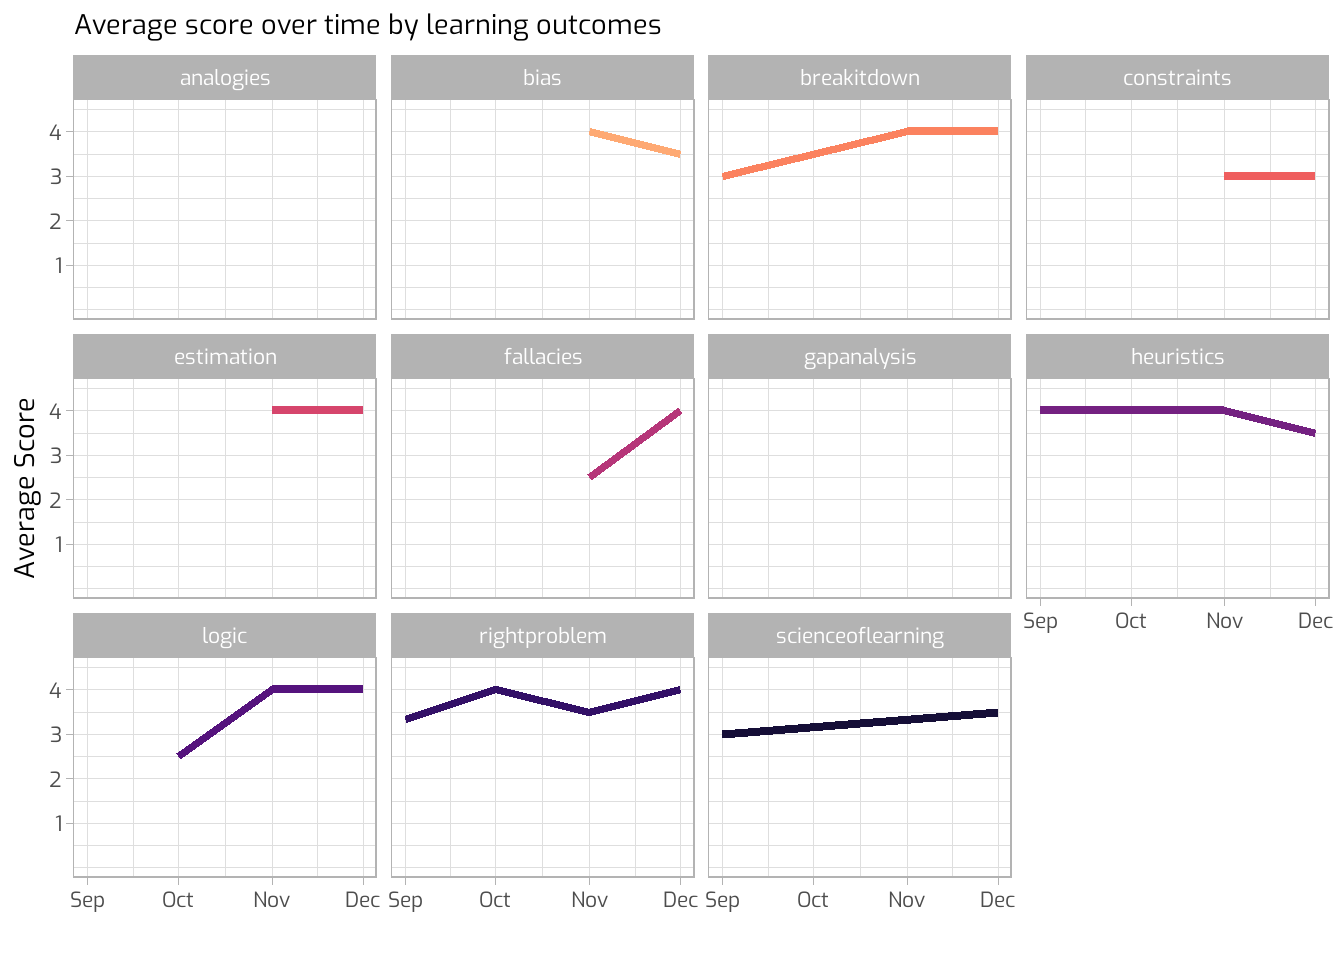 Average score over time by learning outcomes
analogies bias breakitdown constraints
4
3
2
1
estimation fallacies gapanalysis heuristics
4
3
2
1
Average Score
Sep Oct Nov Dec
logic rightproblem scienceoflearning
4
3
2
1
Sep Oct Nov Dec Sep Oct Nov Dec Sep Oct Nov Dec